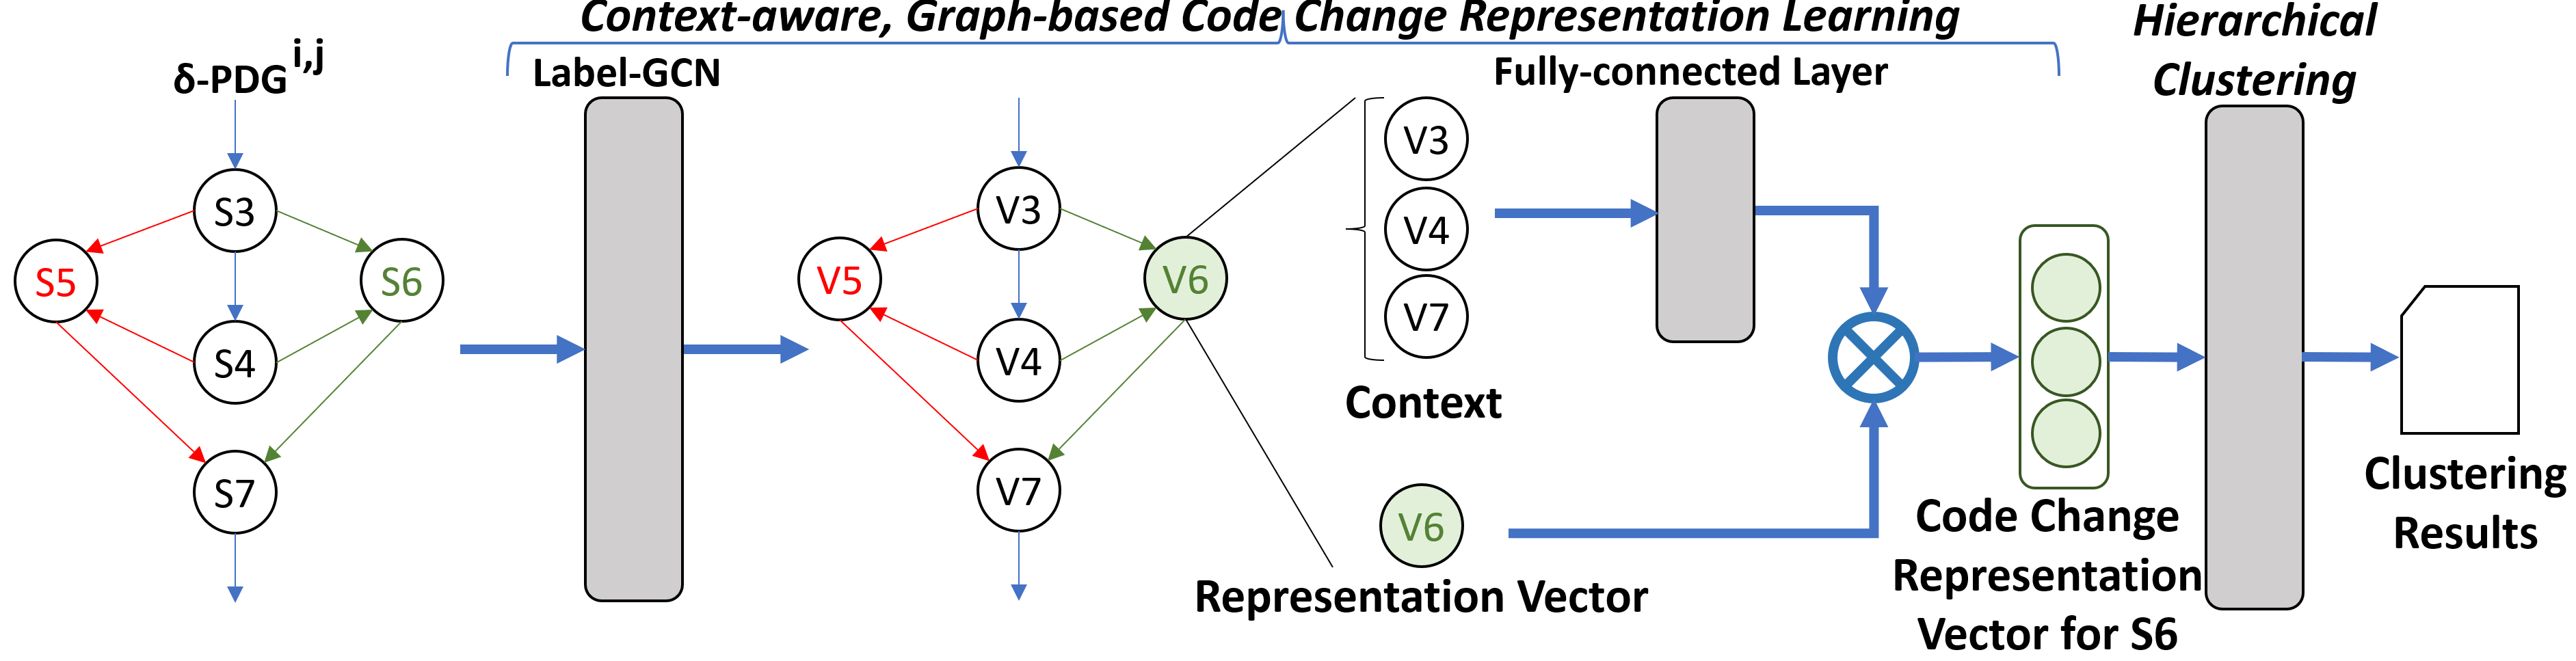 Context-aware, Graph-based Code Change Representation Learning
Hierarchical
Clustering
δ-PDG i,j
Label-GCN
Fully-connected Layer
S3
S5
S6
S4
S7
V3
V5
V6
V4
V7
V3
V4
V7
Context
V6
Representation Vector
Code Change
Representation
Vector for S6
Clustering
Results